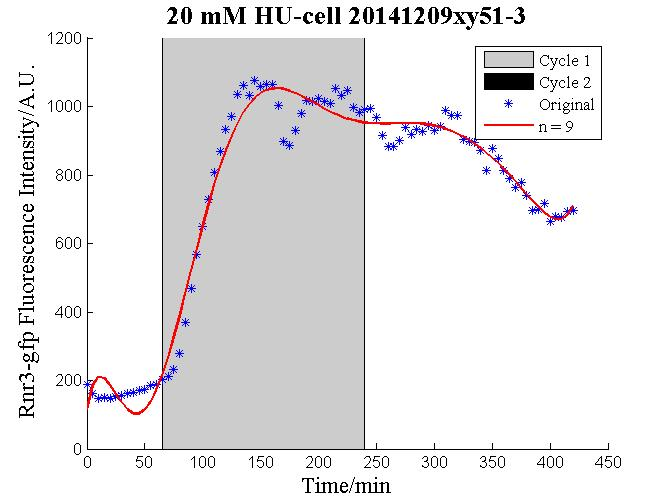 20 mM HU-cell 20141209xy51-3
Rnr3-gfp Fluorescence Intensity/A.U.
1200
1000
800
600
400
200
0
Cycle 1
Cycle 2
Original
n = 9
0 50 100 150 200 250 300 350 400 450
Time/min